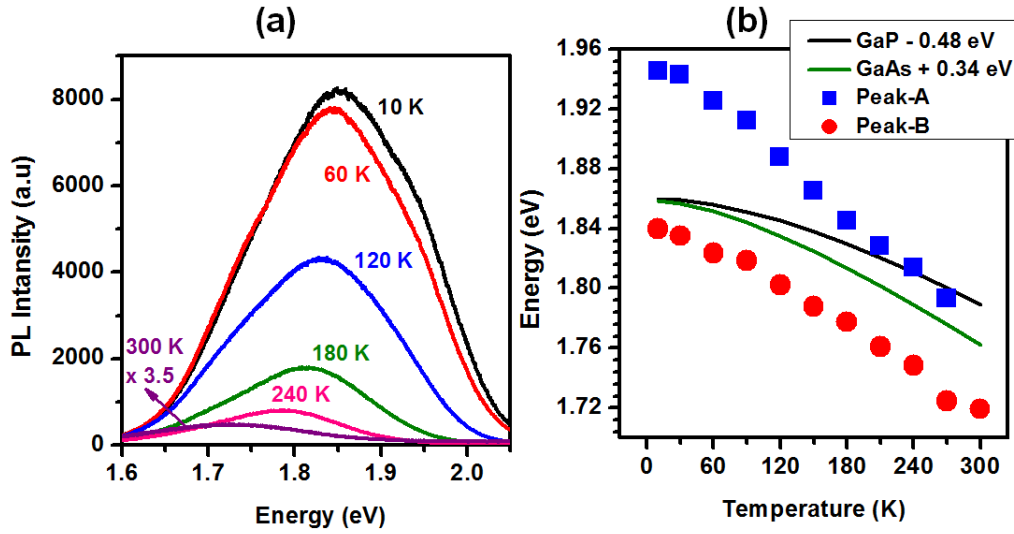 (a)
PL Intansity (a.u)
8000
6000
4000
2000
0
10 K
60 K
120 K
180 K
240 K
300 K
x 3.5
1.6 1.7 1.8 1.9 2.0
Energy (eV)
(b)
Energy (eV)
1.96
1.92
1.88
1.84
1.80
1.76
1.72
GaP - 0.48 eV
GaAs + 0.34 eV
Peak-A
Peak-B
0 60 120 180 240 300
Temperature (K)